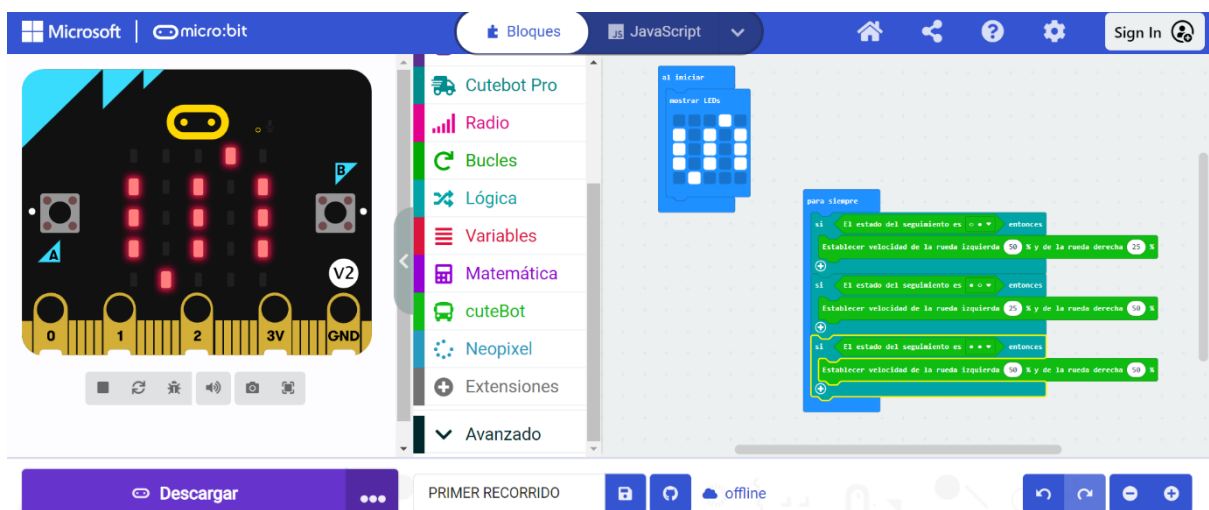 Microsoft micro:bit Bloques JS JavaScript Sign In
A
B
V2
0 1 2 3V GND
Cutebot Pro
Radio
Bucles
Lógica
Variables
Matemática
cuteBot
Neopixel
Extensiones
Avanzado
al iniciar
mostrar LEDs
para siempre
si El estado del seguimiento es entonces
Establecer velocidad de la rueda izquierda 50 % y de la rueda derecha 25 %
si El estado del seguimiento es entonces
Establecer velocidad de la rueda izquierda 25 % y de la rueda derecha 50 %
si El estado del seguimiento es entonces
Establecer velocidad de la rueda izquierda 50 % y de la rueda derecha 50 %
Descargar ••• PRIMER RECORRIDO offline